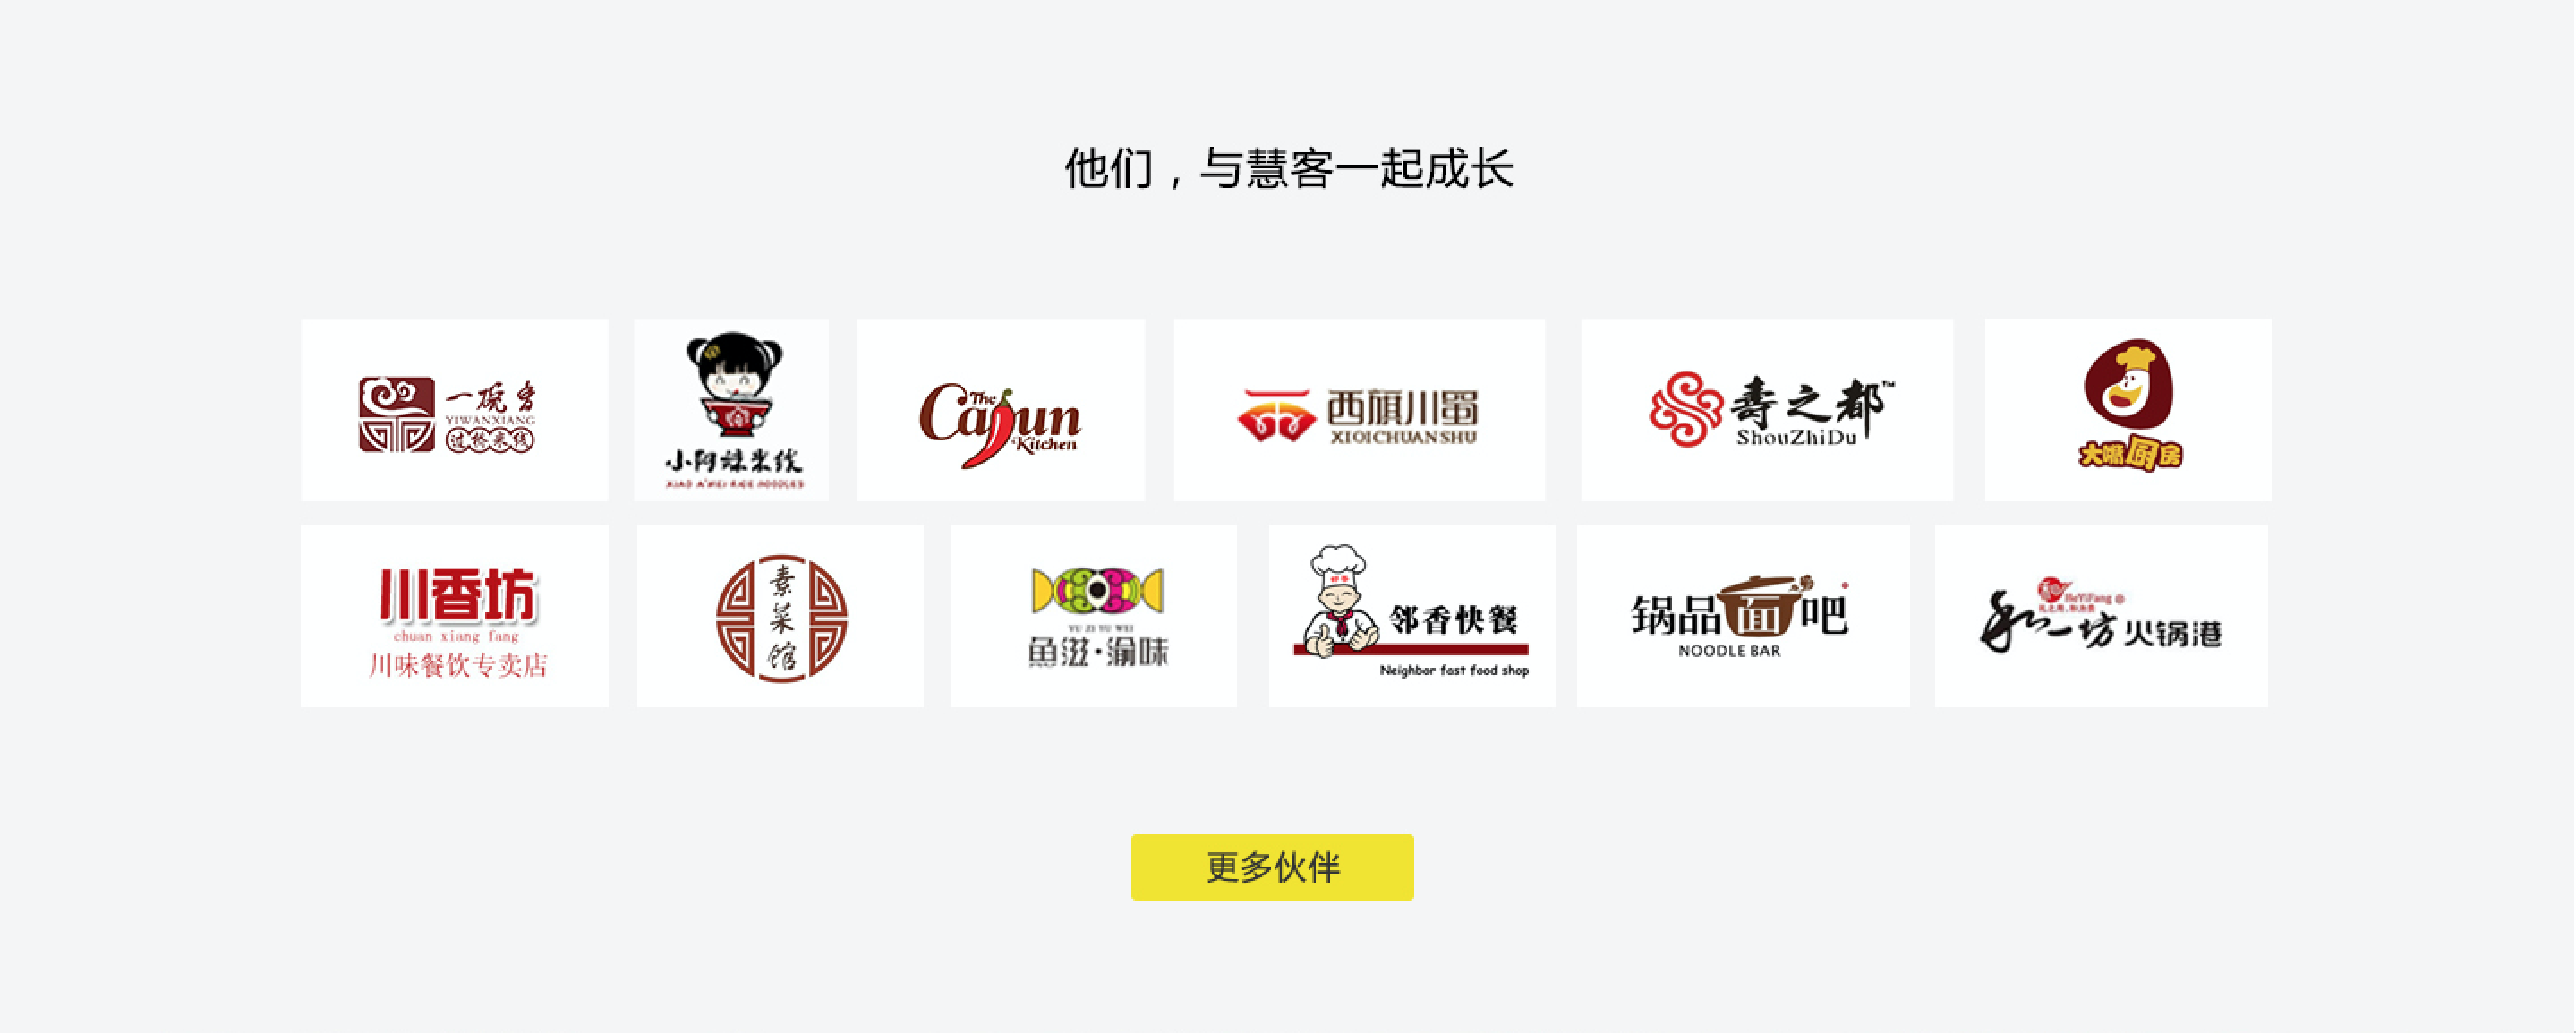 他们，与慧客一起成长
一碗香
YIWANXIANG
过桥米线
小阿妹米线
XIAO A'MEI RICE NOODLES
The
Cajun
Kitchen
西旗川蜀
XIOICHUANSHU
壽之都™
ShouZhiDu
大嘴厨房
川香坊
chuan xiang fang
川味餐饮专卖店
素菜馆
YU ZI YU WEI
鱼滋·渝味
邻香快餐
Neighbor fast food shop
锅品面吧
NOODLE BAR
HeYiFang
和一坊火锅港
更多伙伴